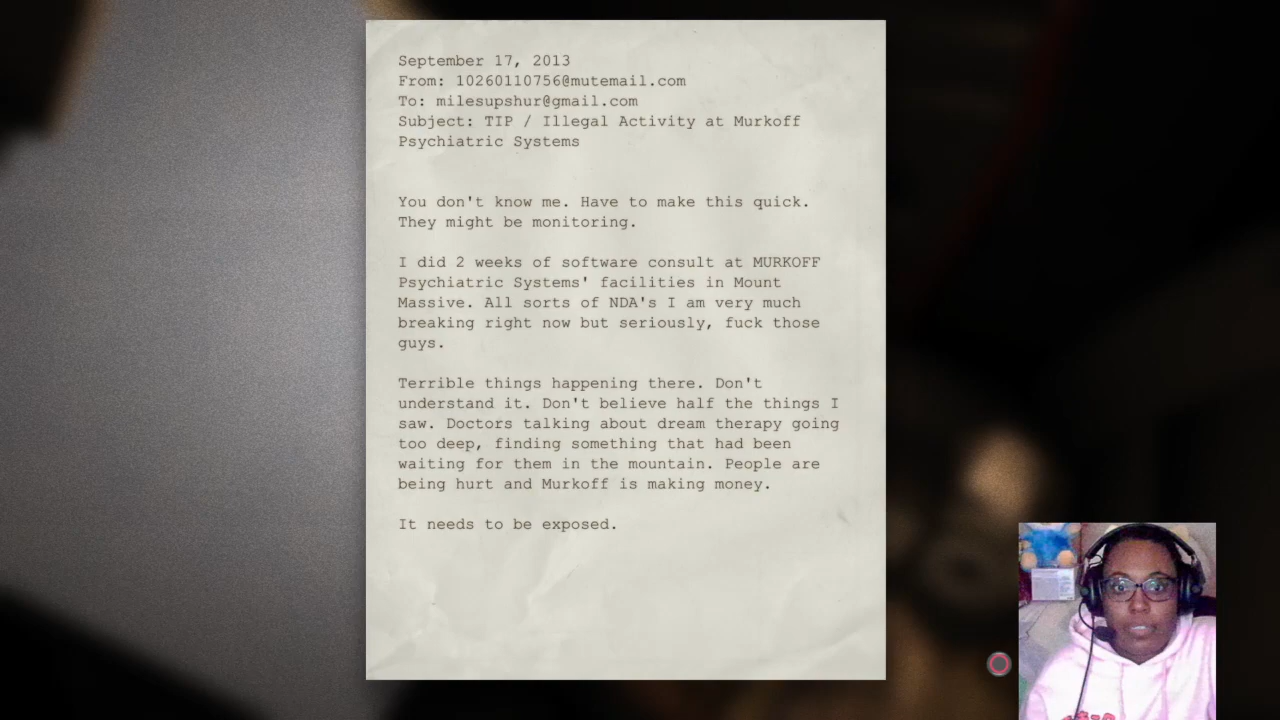 September 17, 2013
From: 10260110756@mutemail.com
To: milesupshur@gmail.com
Subject: TIP / Illegal Activity at Murkoff
Psychiatric Systems
You don't know me. Have to make this quick.
They might be monitoring.
I did 2 weeks of software consult at MURKOFF
Psychiatric Systems' facilities in Mount
Massive. All sorts of NDA's I am very much
breaking right now but seriously, fuck those
guys.
Terrible things happening there. Don't
understand it. Don't believe half the things I
saw. Doctors talking about dream therapy going
too deep, finding something that had been
waiting for them in the mountain. People are
being hurt and Murkoff is making money.
It needs to be exposed.